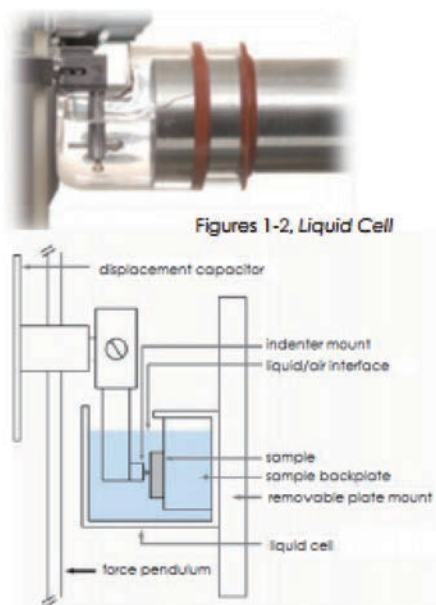 Figures 1-2, Liquid Cell
displacement capacitor
indenter mount
liquid/air interface
sample
sample backplate
removable plate mount
liquid cell
force pendulum